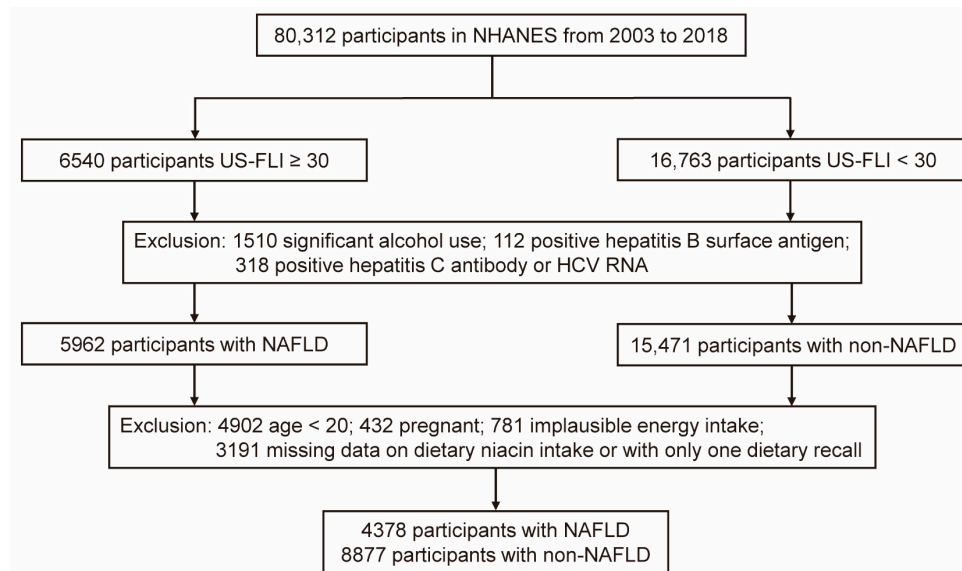 80,312 participants in NHANES from 2003 to 2018
6540 participants US-FLI ≥ 30
16,763 participants US-FLI < 30
Exclusion: 1510 significant alcohol use; 112 positive hepatitis B surface antigen;
318 positive hepatitis C antibody or HCV RNA
5962 participants with NAFLD
15,471 participants with non-NAFLD
Exclusion: 4902 age < 20; 432 pregnant; 781 implausible energy intake;
3191 missing data on dietary niacin intake or with only one dietary recall
4378 participants with NAFLD
8877 participants with non-NAFLD